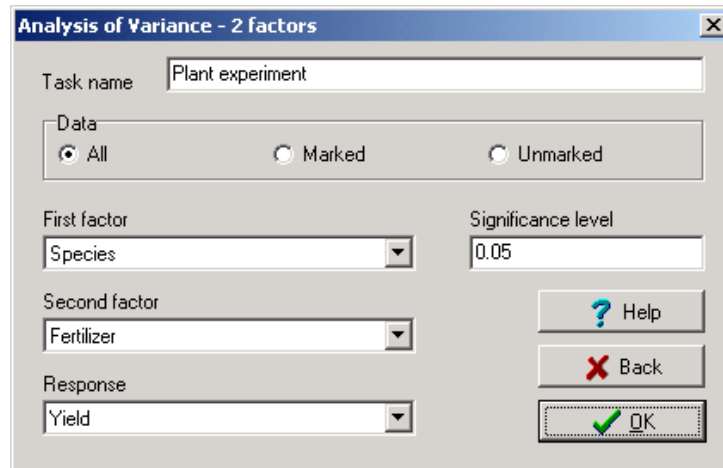 Analysis of Variance - 2 factors
Task name Plant experiment
Data
All Marked Unmarked
First factor Significance level
Species 0.05
Second factor
Fertilizer
Help
Response
Back
Yield
OK